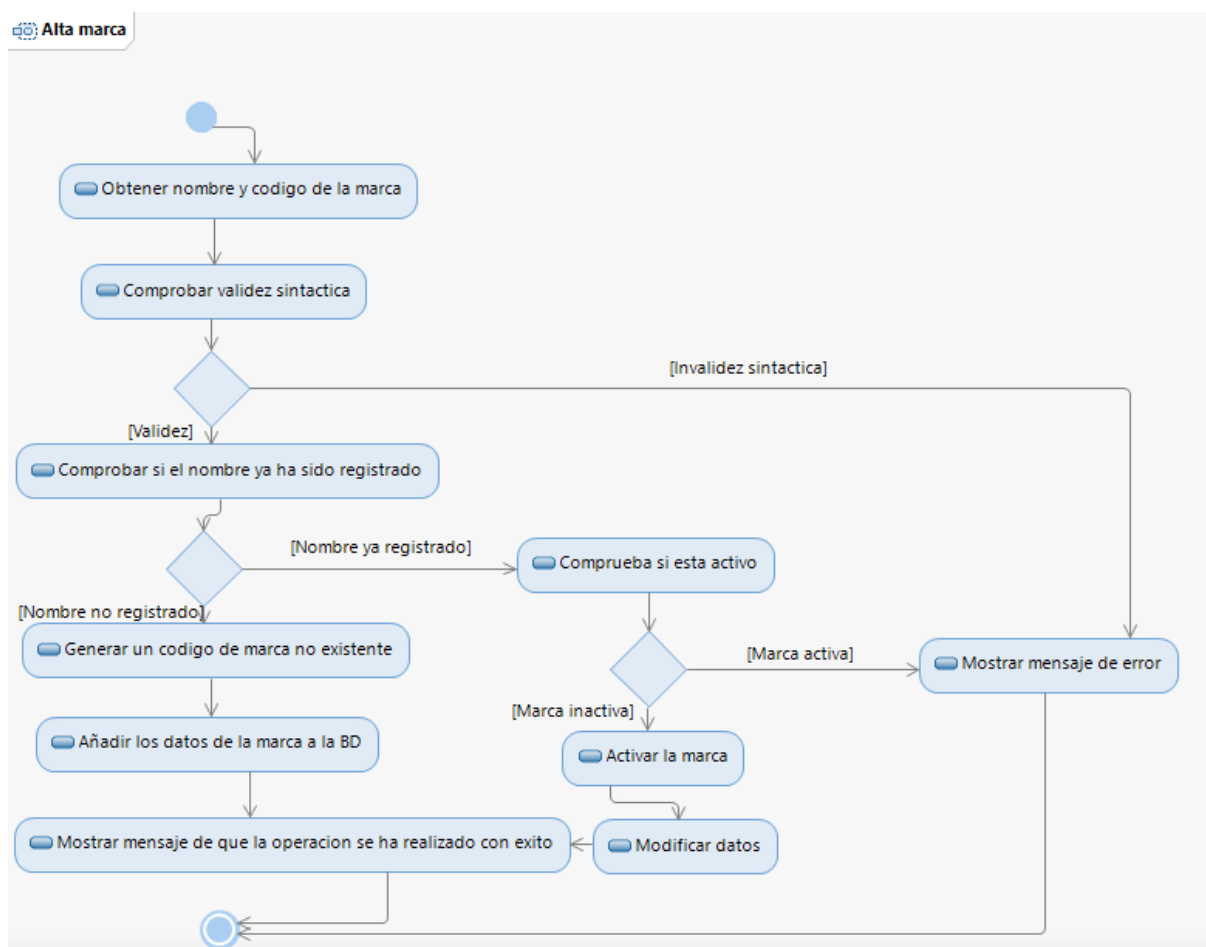 Alta marca
Obtener nombre y codigo de la marca
Comprobar validez sintactica
[Invalidez sintactica]
[Validez]
Comprobar si el nombre ya ha sido registrado
[Nombre ya registrado]
Comprueba si esta activo
[Nombre no registrado]
Generar un codigo de marca no existente
[Marca activa]
Mostrar mensaje de error
[Marca inactiva]
Añadir los datos de la marca a la BD
Activar la marca
Mostrar mensaje de que la operacion se ha realizado con exito
Modificar datos